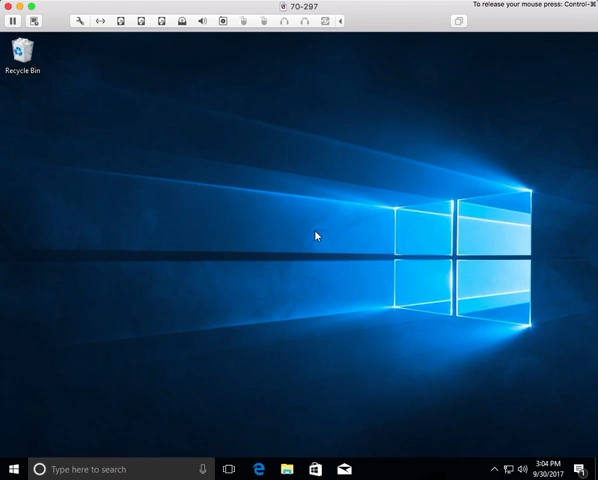 70-297
To release your mouse press: Control-⌘
Recycle Bin
Type here to search
3:04 PM
9/30/2017
1